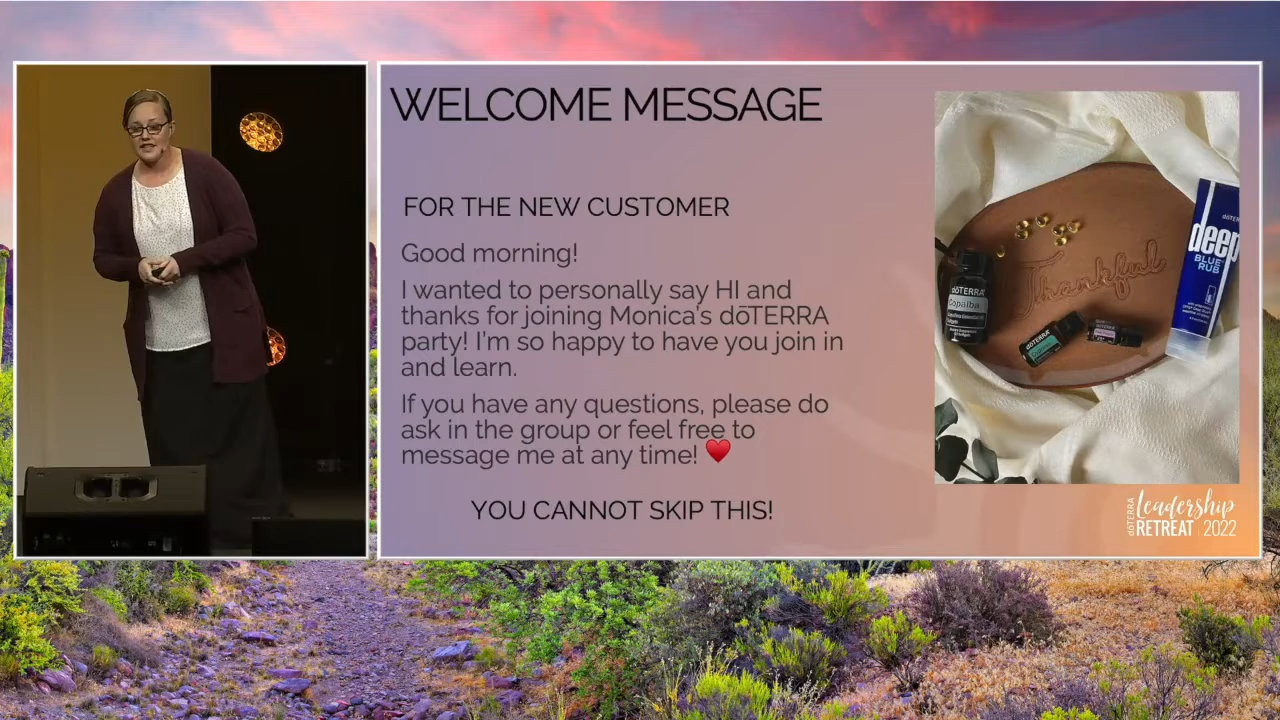 WELCOME MESSAGE
FOR THE NEW CUSTOMER
Good morning!
I wanted to personally say HI and
thanks for joining Monica's dōTERRA
party! I'm so happy to have you join in
and learn.
If you have any questions, please do
ask in the group or feel free to
message me at any time! ♥️
YOU CANNOT SKIP THIS!
Thankful
dōTERRA
Copaiba
deep
BLUE
RUB
dōTERRA
dōTERRA
Leadership
RETREAT | 2022